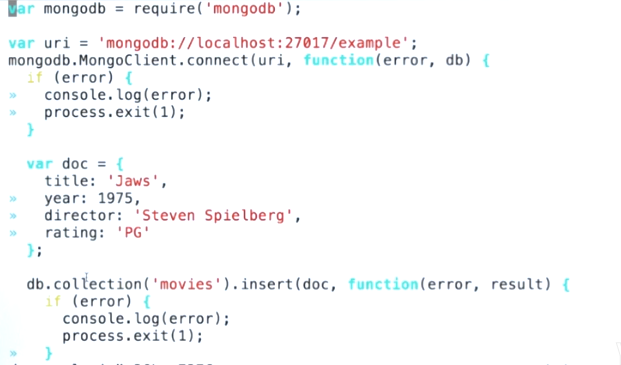 var mongodb = require('mongodb');
var uri = 'mongodb://localhost:27017/example';
mongodb.MongoClient.connect(uri, function(error, db) {
  if (error) {
»   console.log(error);
»   process.exit(1);
  }
  var doc = {
    title: 'Jaws',
»   year: 1975,
»   director: 'Steven Spielberg',
»   rating: 'PG'
  };
  db.collection('movies').insert(doc, function(error, result) {
    if (error) {
      console.log(error);
      process.exit(1);
»   }